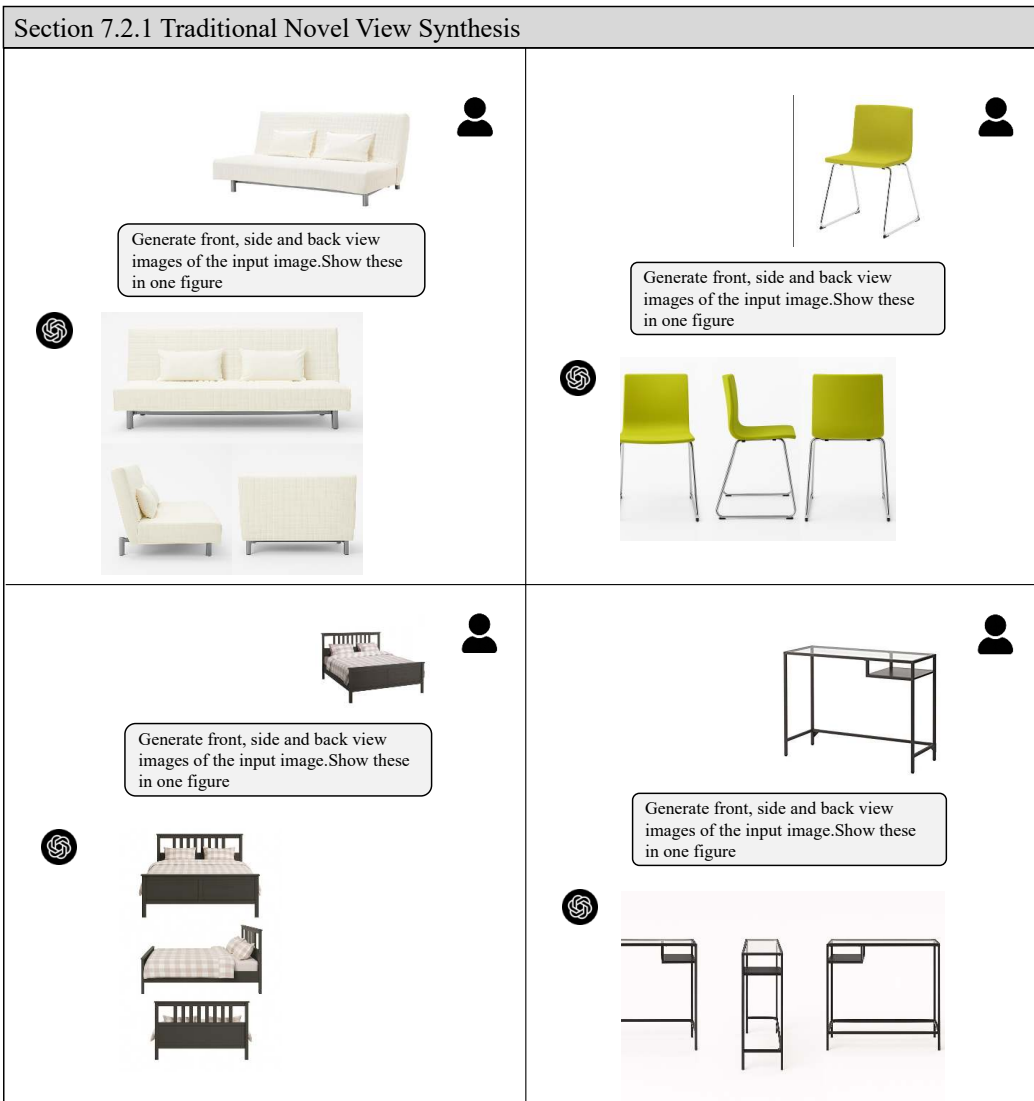 Section 7.2.1 Traditional Novel View Synthesis
Generate front, side and back view
images of the input image.Show these
in one figure
Generate front, side and back view
images of the input image.Show these
in one figure
Generate front, side and back view
images of the input image.Show these
in one figure
Generate front, side and back view
images of the input image.Show these
in one figure